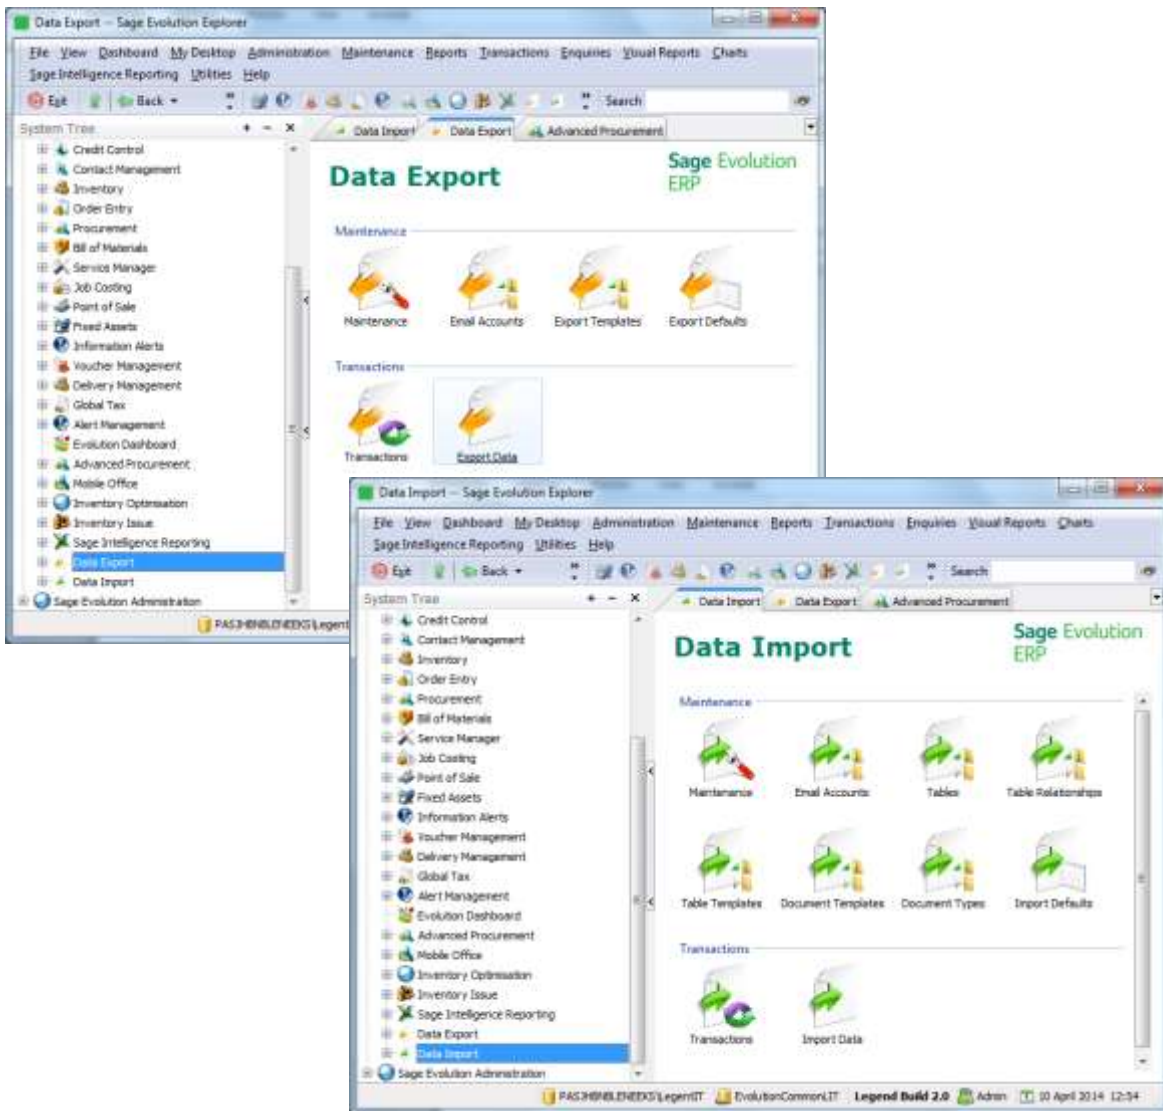 Data Export – Sage Evolution Explorer
File View Dashboard My Desktop Administration Maintenance Reports Transactions Enquiries Visual Reports Charts
Sage Intelligence Reporting Utilities Help
Exit Back Search
System Tree
Data Import Data Export Advanced Procurement
Credit Control
Contact Management
Inventory
Order Entry
Procurement
Bill of Materials
Service Manager
Job Costing
Point of Sale
Fixed Assets
Information Alerts
Voucher Management
Delivery Management
Global Tax
Alert Management
Evolution Dashboard
Advanced Procurement
Mobile Office
Inventory Optimisation
Inventory Issue
Sage Intelligence Reporting
Data Export
Data Import
Sage Evolution Administration
Data Export
Sage Evolution
ERP
Maintenance
Maintenance Email Accounts Export Templates Export Defaults
Transactions
Transactions Export Data
Data Import – Sage Evolution Explorer
File View Dashboard My Desktop Administration Maintenance Reports Transactions Enquiries Visual Reports Charts
Sage Intelligence Reporting Utilities Help
Exit Back Search
System Tree
Data Import Data Export Advanced Procurement
Credit Control
Contact Management
Inventory
Order Entry
Procurement
Bill of Materials
Service Manager
Job Costing
Point of Sale
Fixed Assets
Information Alerts
Voucher Management
Delivery Management
Global Tax
Alert Management
Evolution Dashboard
Advanced Procurement
Mobile Office
Inventory Optimisation
Inventory Issue
Sage Intelligence Reporting
Data Export
Data Import
Sage Evolution Administration
Data Import
Sage Evolution
ERP
Maintenance
Maintenance Email Accounts Tables Table Relationships
Table Templates Document Templates Document Types Import Defaults
Transactions
Transactions Import Data
EvolutionCommonLIT Legend Build 2.0 Admin 10 April 2014 12:54